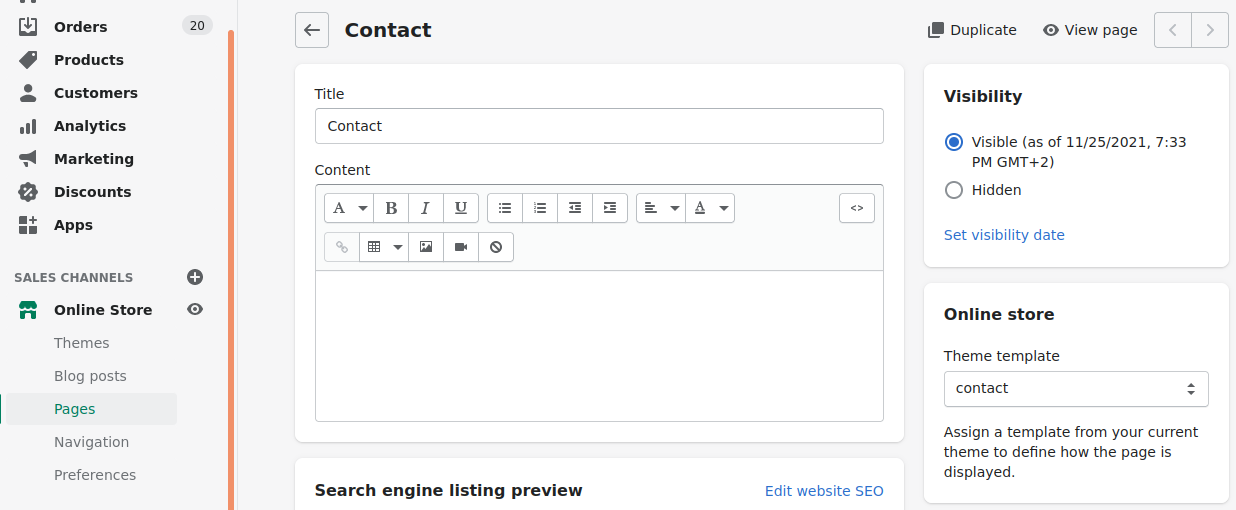 Orders
20
Products
Customers
Analytics
Marketing
Discounts
Apps
SALES CHANNELS
Online Store
Themes
Blog posts
Pages
Navigation
Preferences
Contact
Duplicate
View page
Title
Contact
Content
A
B
I
U
A
<>
Search engine listing preview
Edit website SEO
Visibility
Visible (as of 11/25/2021, 7:33
PM GMT+2)
Hidden
Set visibility date
Online store
Theme template
contact
Assign a template from your current
theme to define how the page is
displayed.